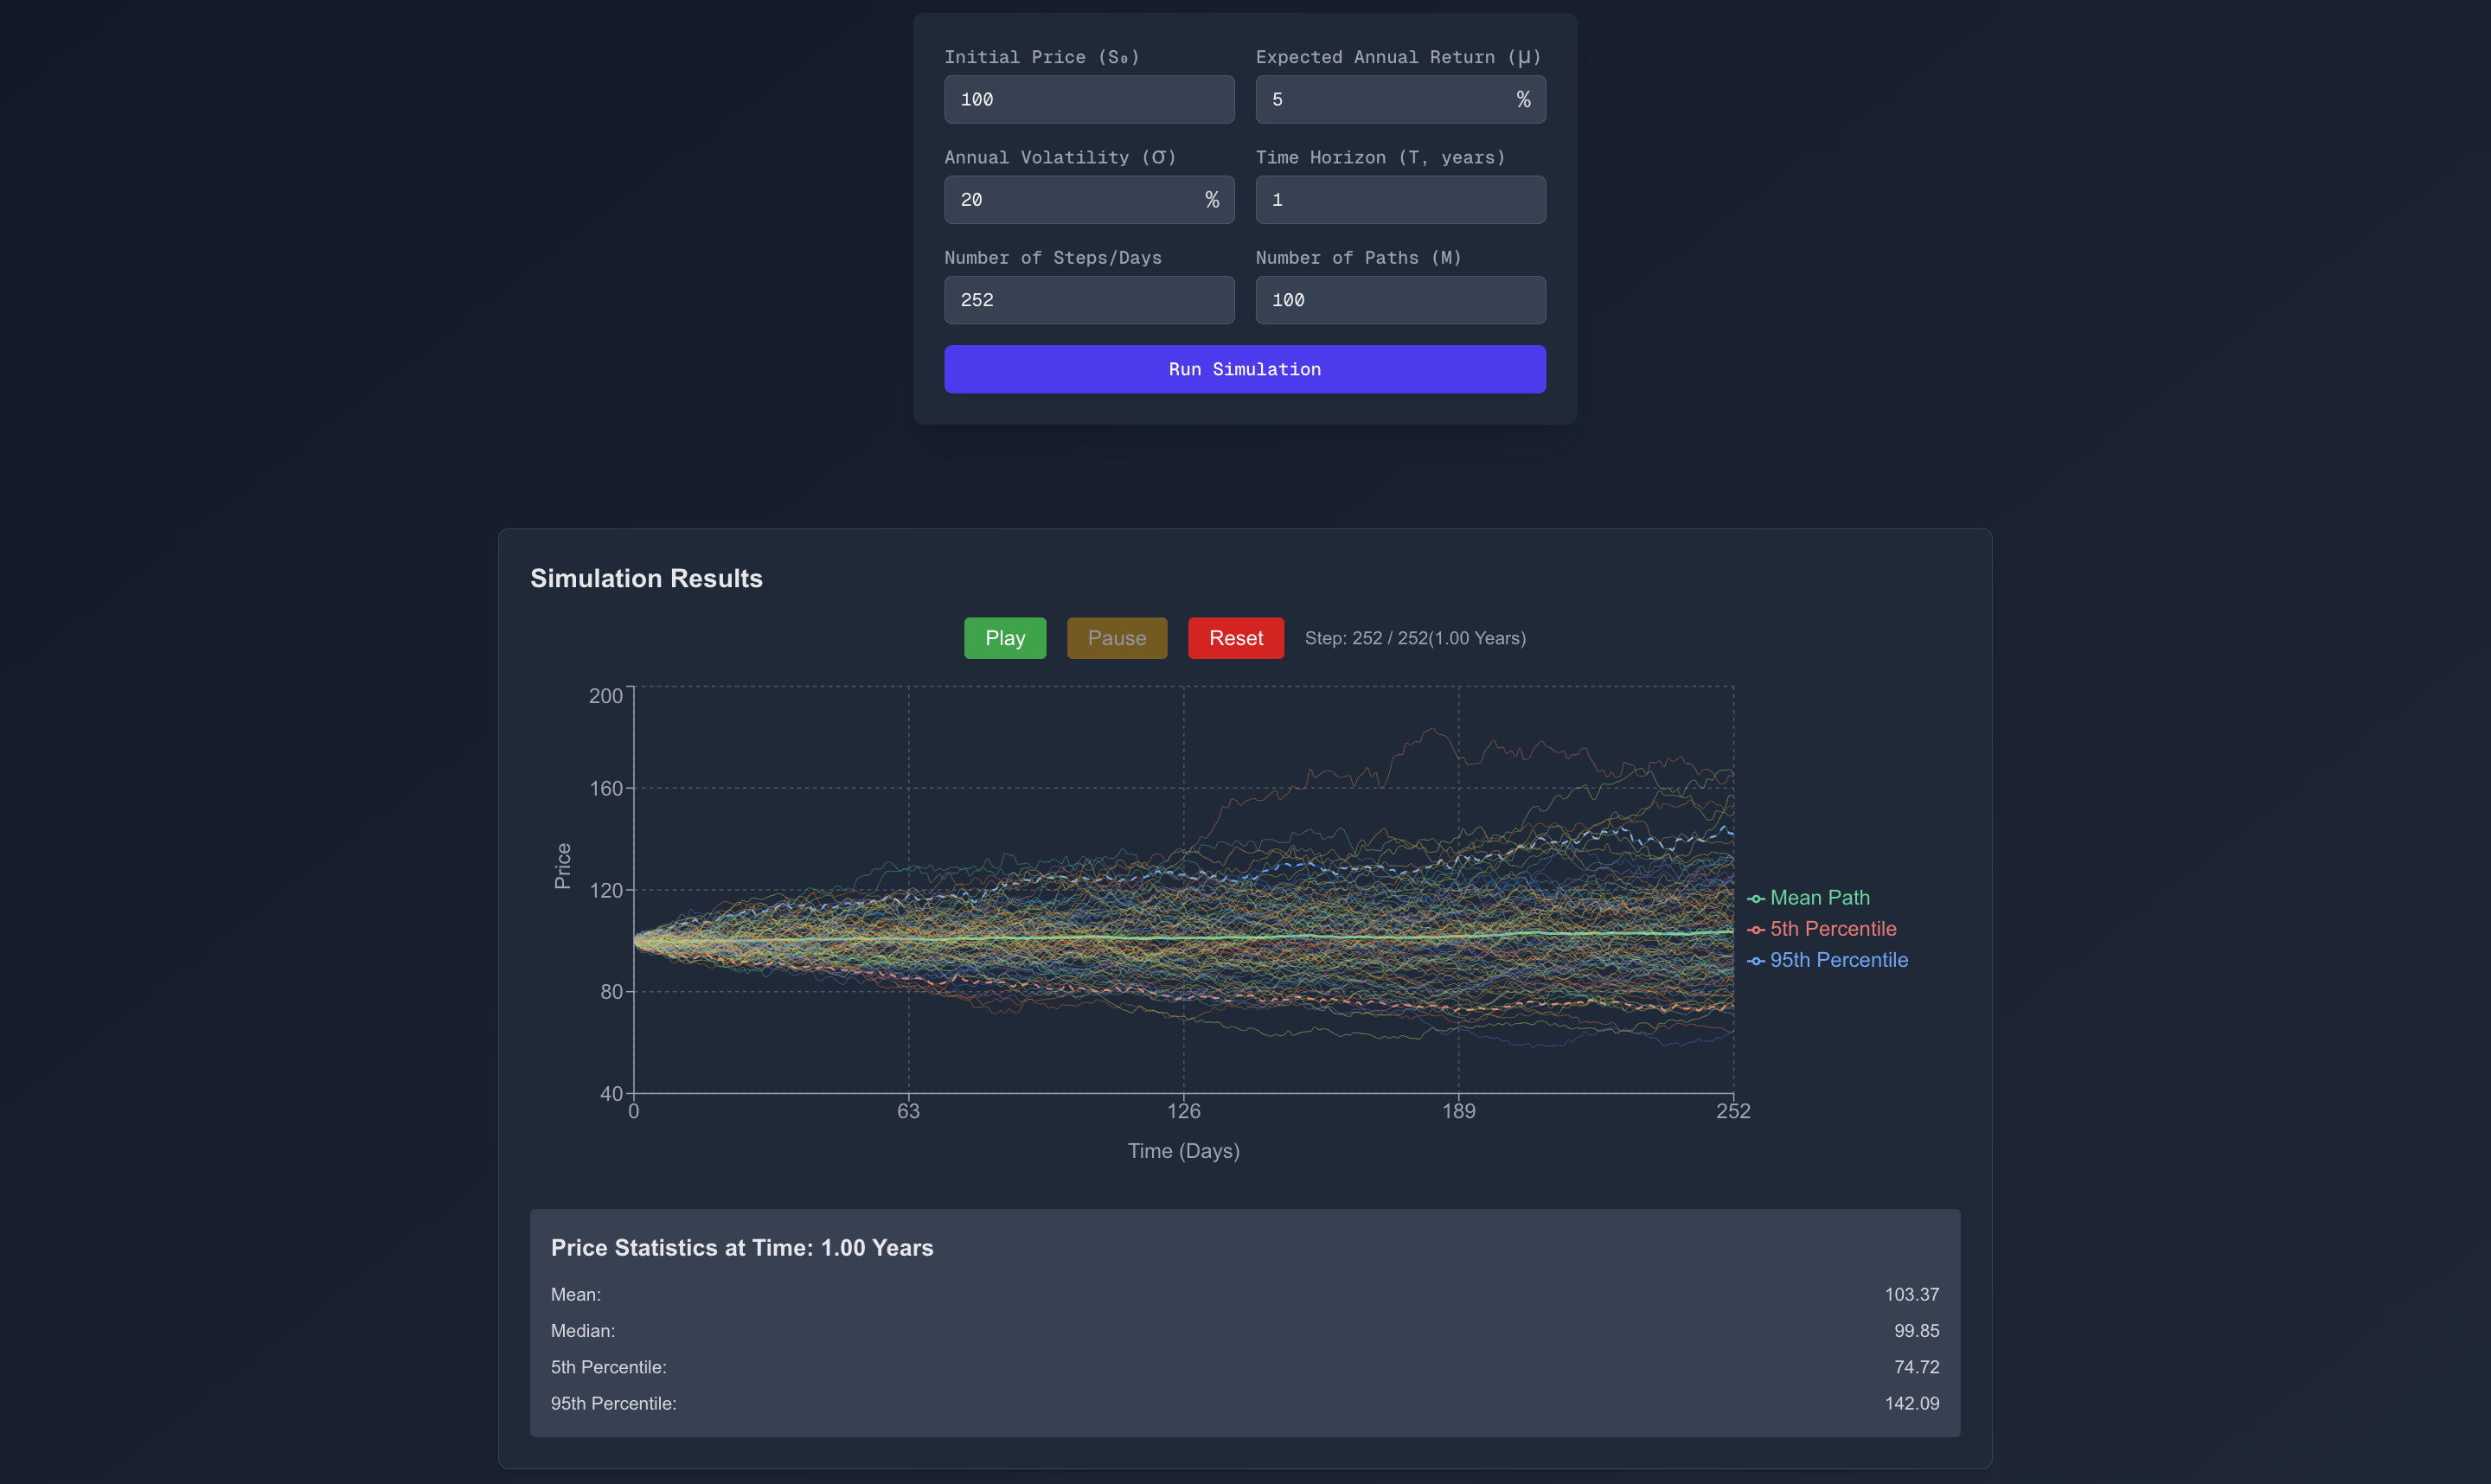 Initial Price (S₀) Expected Annual Return (μ)
100 5 %
Annual Volatility (σ) Time Horizon (T, years)
20 % 1
Number of Steps/Days Number of Paths (M)
252 100
Run Simulation
Simulation Results
Play Pause Reset Step: 252 / 252(1.00 Years)
200
160
120
80
40
Price
0 63 126 189 252
Time (Days)
Mean Path
5th Percentile
95th Percentile
Price Statistics at Time: 1.00 Years
Mean: 103.37
Median: 99.85
5th Percentile: 74.72
95th Percentile: 142.09